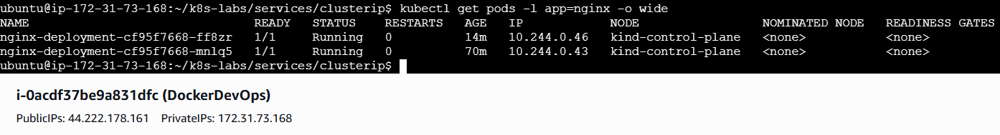 ubuntu@ip-172-31-73-168:~/k8s-labs/services/clusterip$ kubectl get pods -l app=nginx -o wide
NAME READY STATUS RESTARTS AGE IP NODE NOMINATED NODE READINESS GATES
nginx-deployment-cf95f7668-ff8zr 1/1 Running 0 14m 10.244.0.46 kind-control-plane <none> <none>
nginx-deployment-cf95f7668-mnlq5 1/1 Running 0 70m 10.244.0.43 kind-control-plane <none> <none>
ubuntu@ip-172-31-73-168:~/k8s-labs/services/clusterip$
i-0acdf37be9a831dfc (DockerDevOps)
PublicIPs: 44.222.178.161 PrivateIPs: 172.31.73.168